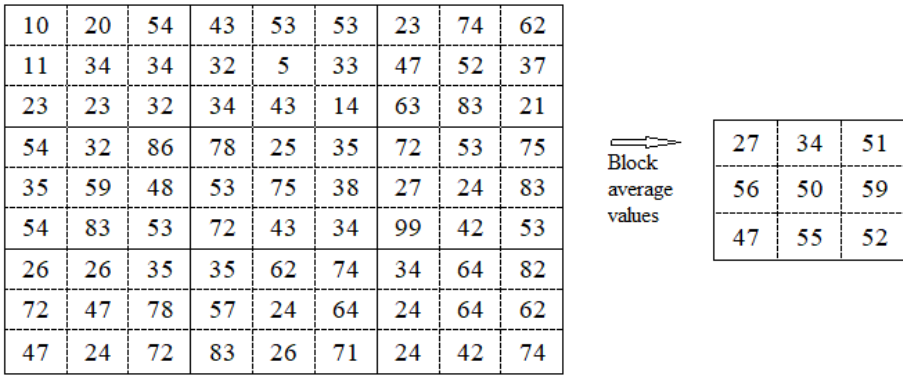 10 20 54 43 53 53 23 74 62
11 34 34 32 5 33 47 52 37
23 23 32 34 43 14 63 83 21
54 32 86 78 25 35 72 53 75
35 59 48 53 75 38 27 24 83
54 83 53 72 43 34 99 42 53
26 26 35 35 62 74 34 64 82
72 47 78 57 24 64 24 64 62
47 24 72 83 26 71 24 42 74
Block
average
values
27 34 51
56 50 59
47 55 52